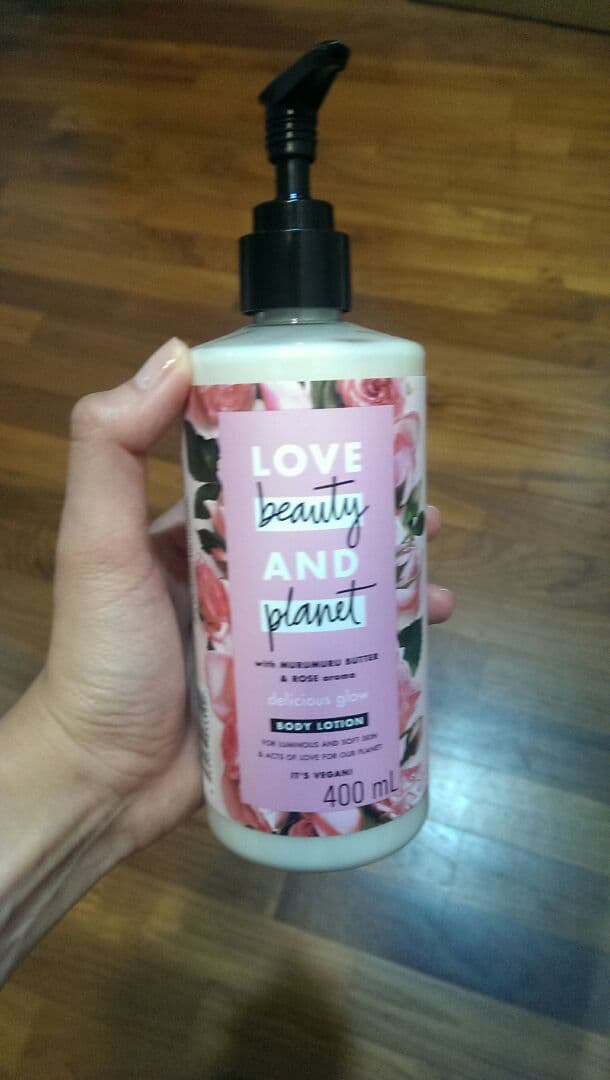 LOVE
beauty
AND
planet
with MURUMURU BUTTER
& ROSE aroma
delicious glow
BODY LOTION
FOR LUMINOUS AND SOFT SKIN
& ACTS OF LOVE FOR OUR PLANET
IT'S VEGAN!
400 mL